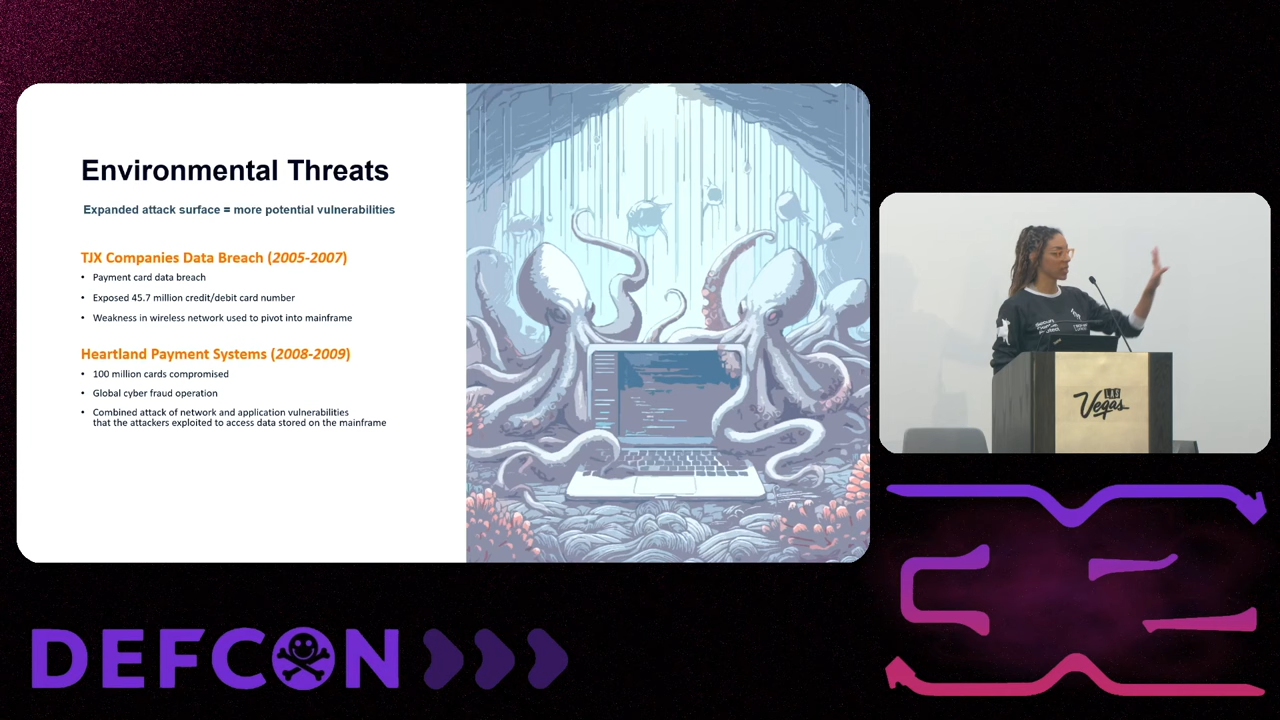 Environmental Threats
Expanded attack surface = more potential vulnerabilities
TJX Companies Data Breach (2005-2007)
• Payment card data breach
• Exposed 45.7 million credit/debit card number
• Weakness in wireless network used to pivot into mainframe
Heartland Payment Systems (2008-2009)
• 100 million cards compromised
• Global cyber fraud operation
• Combined attack of network and application vulnerabilities
that the attackers exploited to access data stored on the mainframe
LAS
Vegas
DEFCON